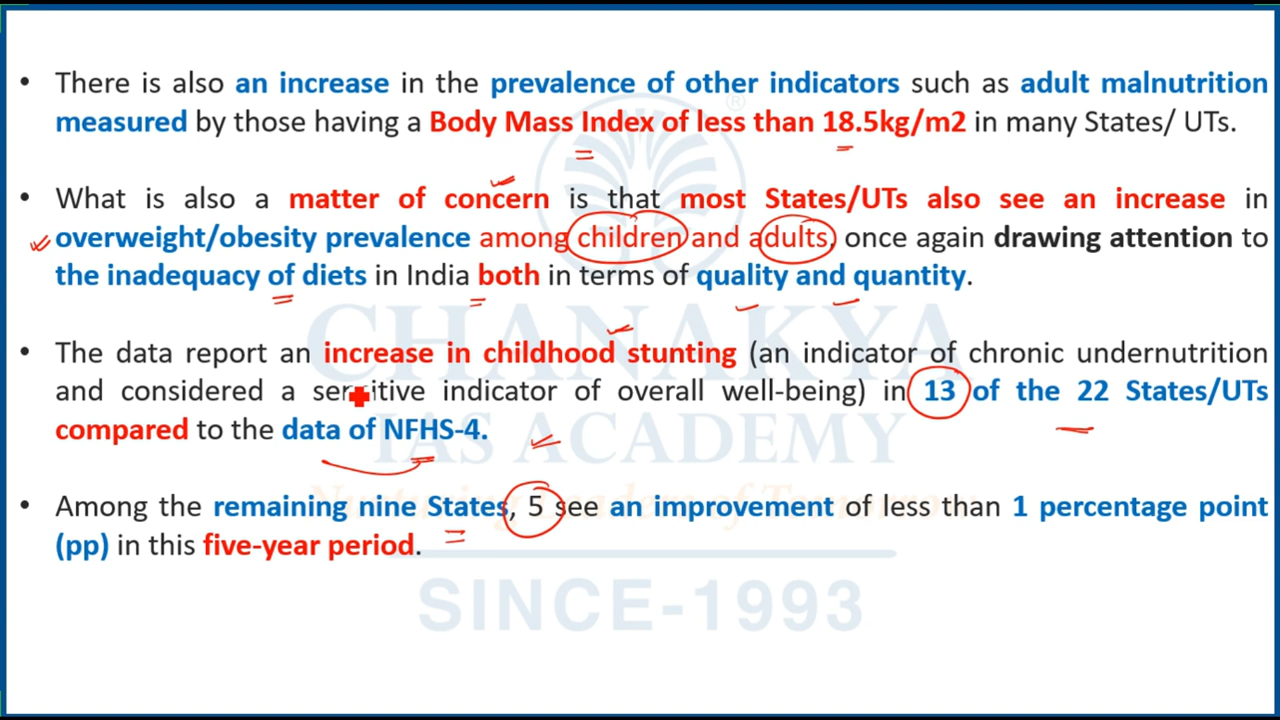 • There is also an increase in the prevalence of other indicators such as adult malnutrition
measured by those having a Body Mass Index of less than 18.5kg/m2 in many States/ UTs.
• What is also a matter of concern is that most States/UTs also see an increase in
overweight/obesity prevalence among children and adults, once again drawing attention to
the inadequacy of diets in India both in terms of quality and quantity.
• The data report an increase in childhood stunting (an indicator of chronic undernutrition
and considered a sensitive indicator of overall well-being) in 13 of the 22 States/UTs
compared to the data of NFHS-4.
• Among the remaining nine States, 5 see an improvement of less than 1 percentage point
(pp) in this five-year period.
®
CHANAKYA
IAS ACADEMY
SINCE-1993